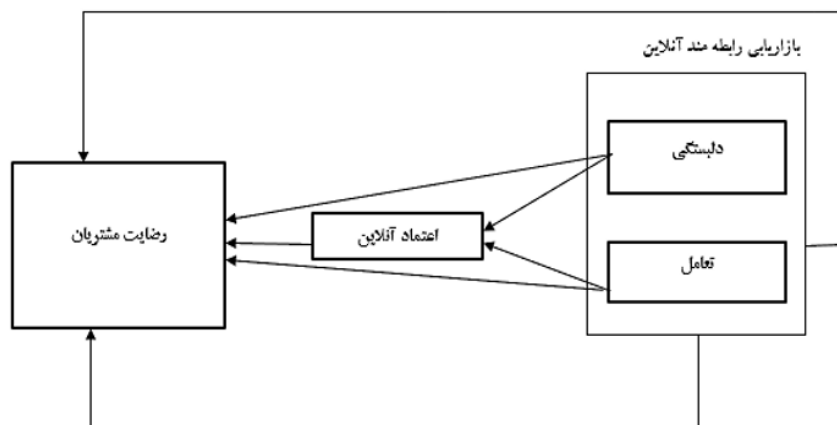 بازاریابی رابطه مند آنلاین
دلبستگی
رضایت مشتریان
اعتماد آنلاین
تعامل